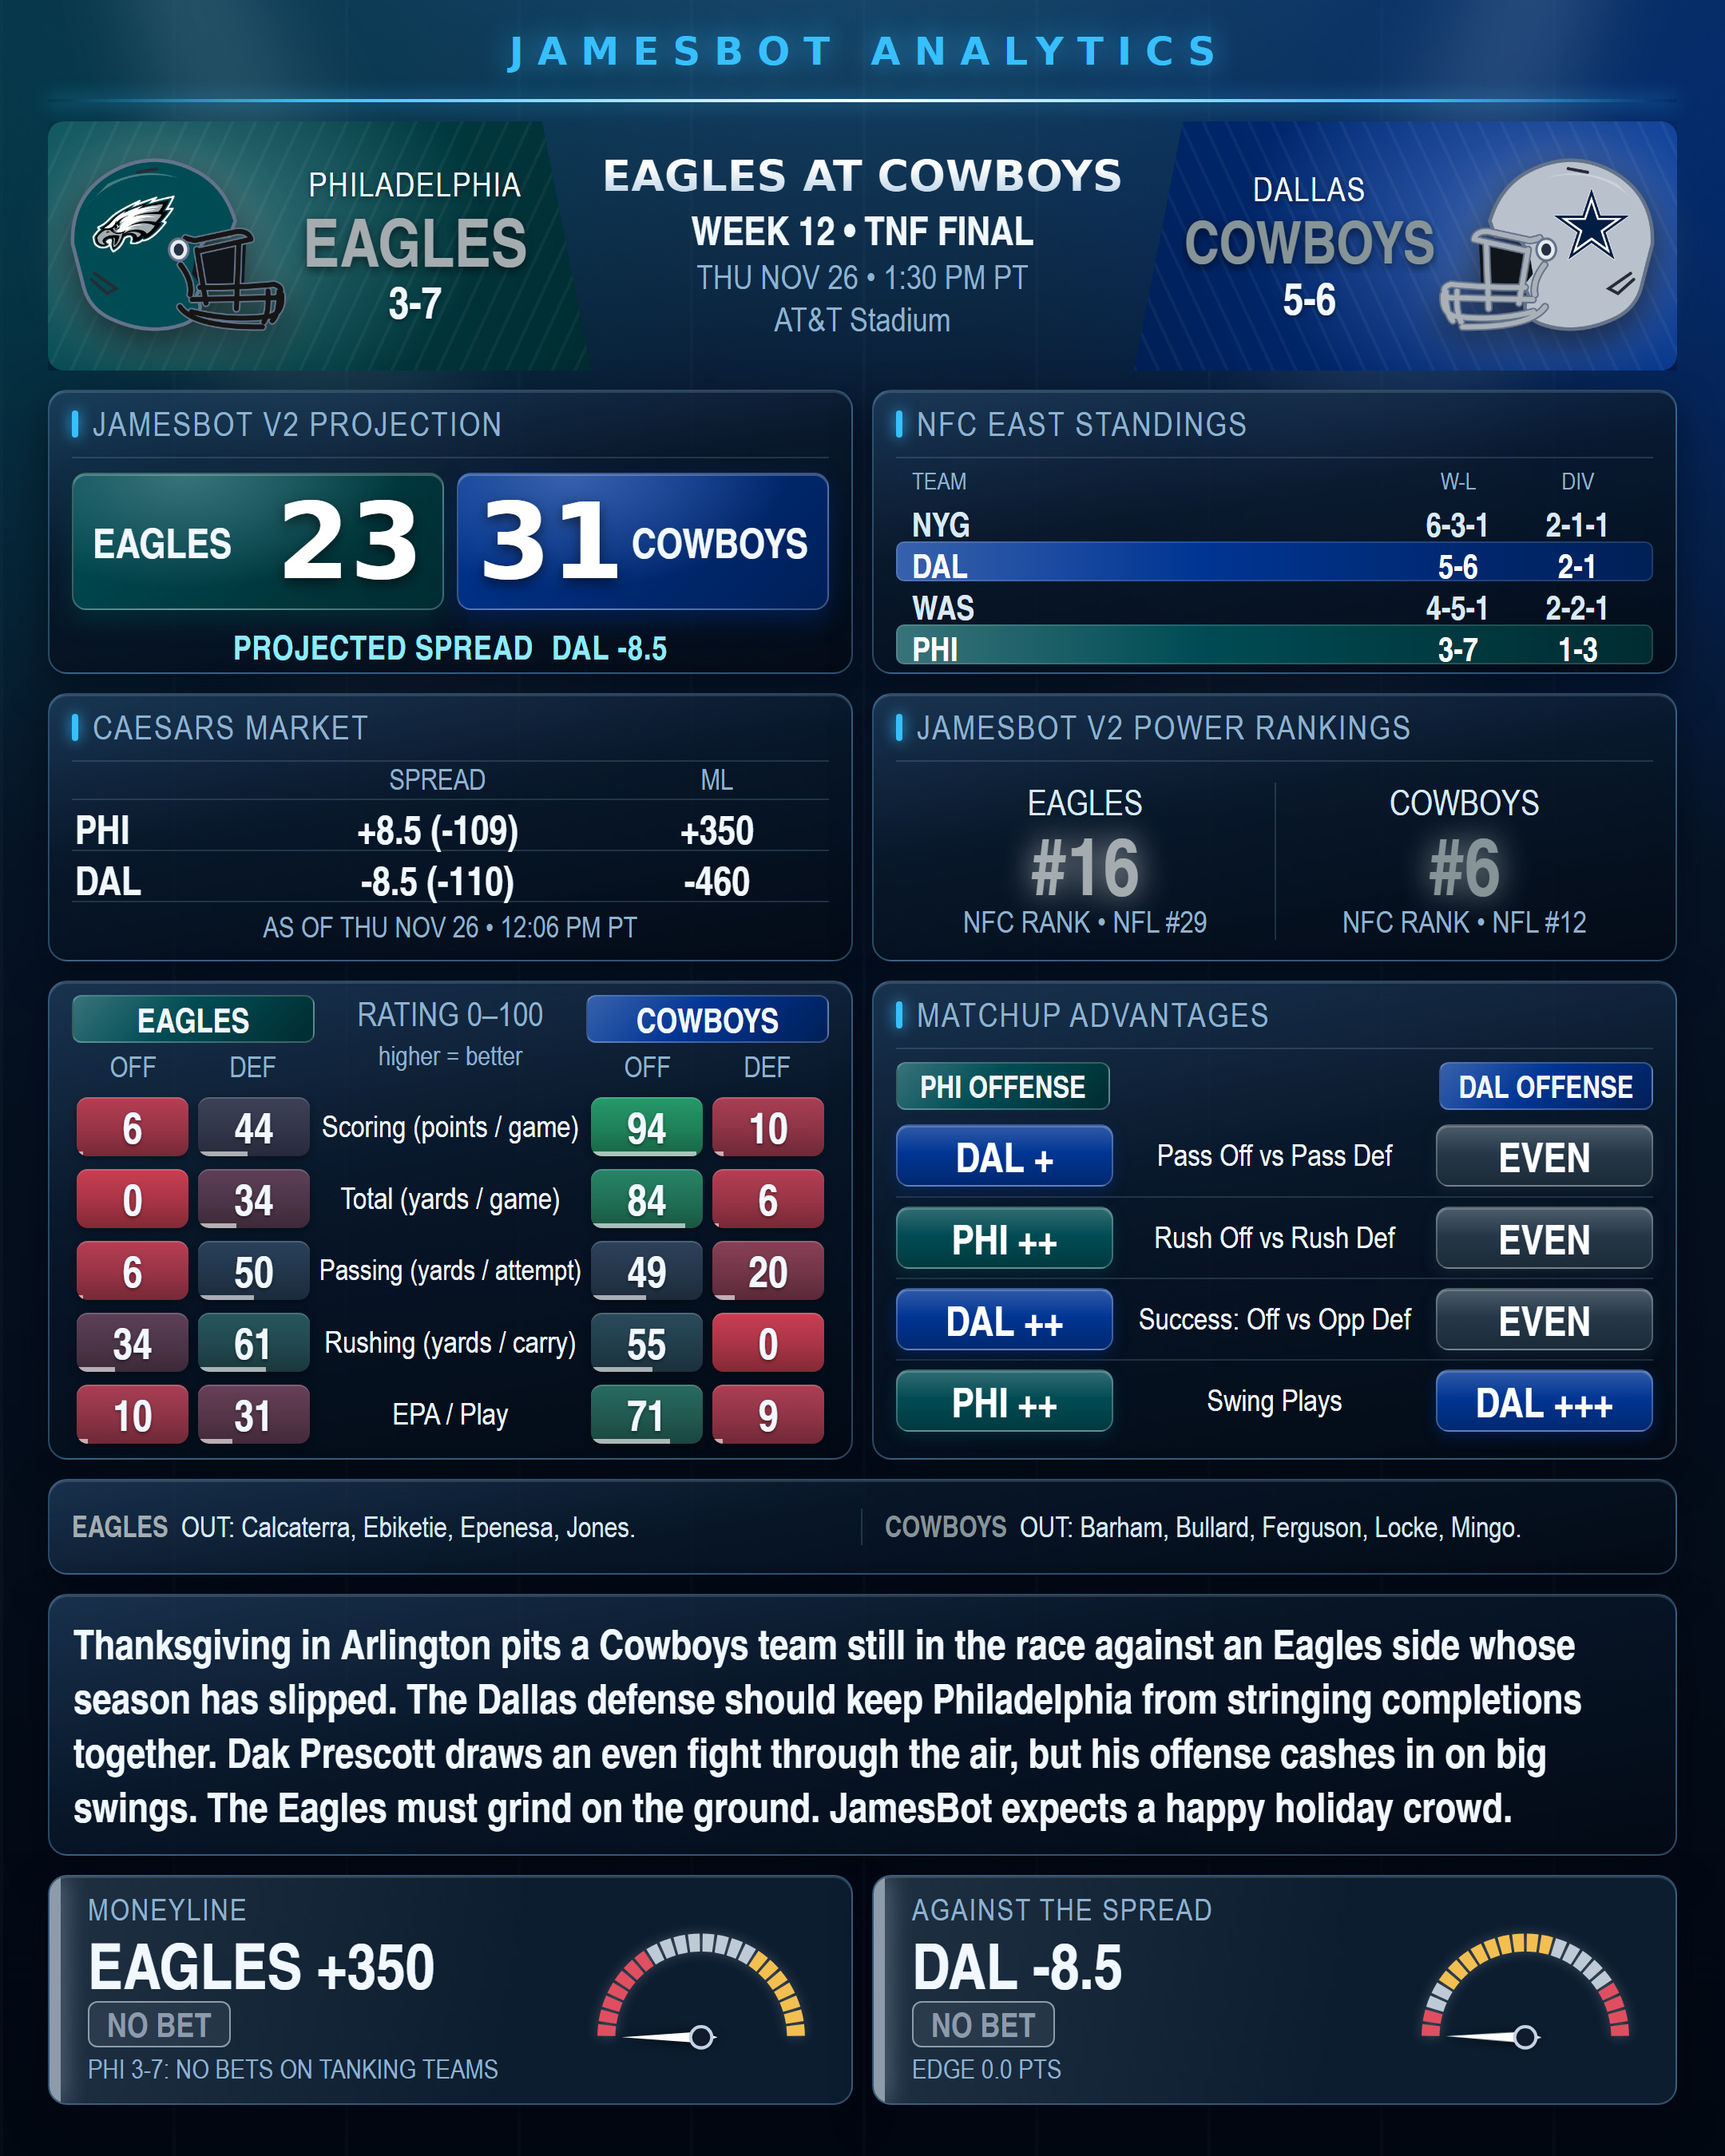 JAMESBOT ANALYTICS
PHILADELPHIA
EAGLES
3-7
EAGLES AT COWBOYS
WEEK 12 • TNF FINAL
THU NOV 26 • 1:30 PM PT
AT&T Stadium
DALLAS
COWBOYS
5-6
JAMESBOT V2 PROJECTION
EAGLES 23 31 COWBOYS
PROJECTED SPREAD DAL -8.5
NFC EAST STANDINGS
TEAM W-L DIV
NYG 6-3-1 2-1-1
DAL 5-6 2-1
WAS 4-5-1 2-2-1
PHI 3-7 1-3
CAESARS MARKET
SPREAD ML
PHI +8.5 (-109) +350
DAL -8.5 (-110) -460
AS OF THU NOV 26 • 12:06 PM PT
JAMESBOT V2 POWER RANKINGS
EAGLES COWBOYS
#16 #6
NFC RANK • NFL #29 NFC RANK • NFL #12
EAGLES RATING 0–100 COWBOYS
OFF DEF higher = better OFF DEF
6 44 Scoring (points / game) 94 10
0 34 Total (yards / game) 84 6
6 50 Passing (yards / attempt) 49 20
34 61 Rushing (yards / carry) 55 0
10 31 EPA / Play 71 9
MATCHUP ADVANTAGES
PHI OFFENSE DAL OFFENSE
DAL + Pass Off vs Pass Def EVEN
PHI ++ Rush Off vs Rush Def EVEN
DAL ++ Success: Off vs Opp Def EVEN
PHI ++ Swing Plays DAL +++
EAGLES OUT: Calcaterra, Ebiketie, Epenesa, Jones.
COWBOYS OUT: Barham, Bullard, Ferguson, Locke, Mingo.
Thanksgiving in Arlington pits a Cowboys team still in the race against an Eagles side whose
season has slipped. The Dallas defense should keep Philadelphia from stringing completions
together. Dak Prescott draws an even fight through the air, but his offense cashes in on big
swings. The Eagles must grind on the ground. JamesBot expects a happy holiday crowd.
MONEYLINE
EAGLES +350
NO BET
PHI 3-7: NO BETS ON TANKING TEAMS
AGAINST THE SPREAD
DAL -8.5
NO BET
EDGE 0.0 PTS